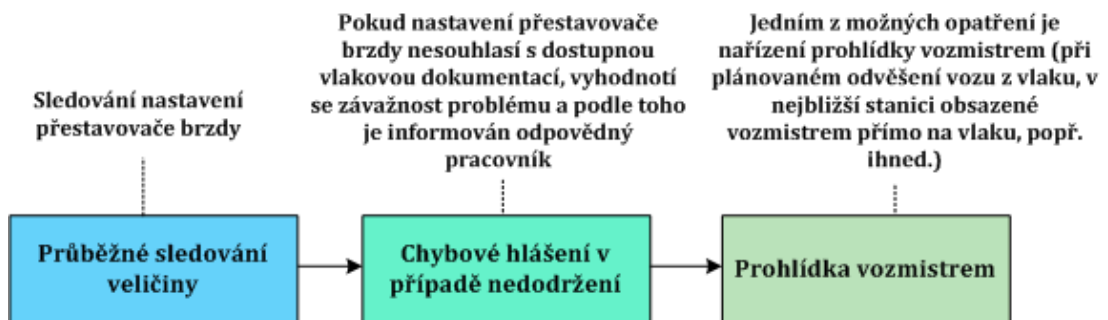 Sledování nastavení
přestavovače brzdy
Pokud nastavení přestavovače
brzdy nesouhlasí s dostupnou
vlakovou dokumentací, vyhodnotí
se závažnost problému a podle toho
je informován odpovědný
pracovník
Jedním z možných opatření je
nařízení prohlídky vozmistrem (při
plánovaném odvěšení vozu z vlaku, v
nejbližší stanici obsazené
vozmistrem přímo na vlaku, popř.
ihned.)
Průběžné sledování
veličiny
Chybové hlášení v
případě nedodržení
Prohlídka vozmistrem